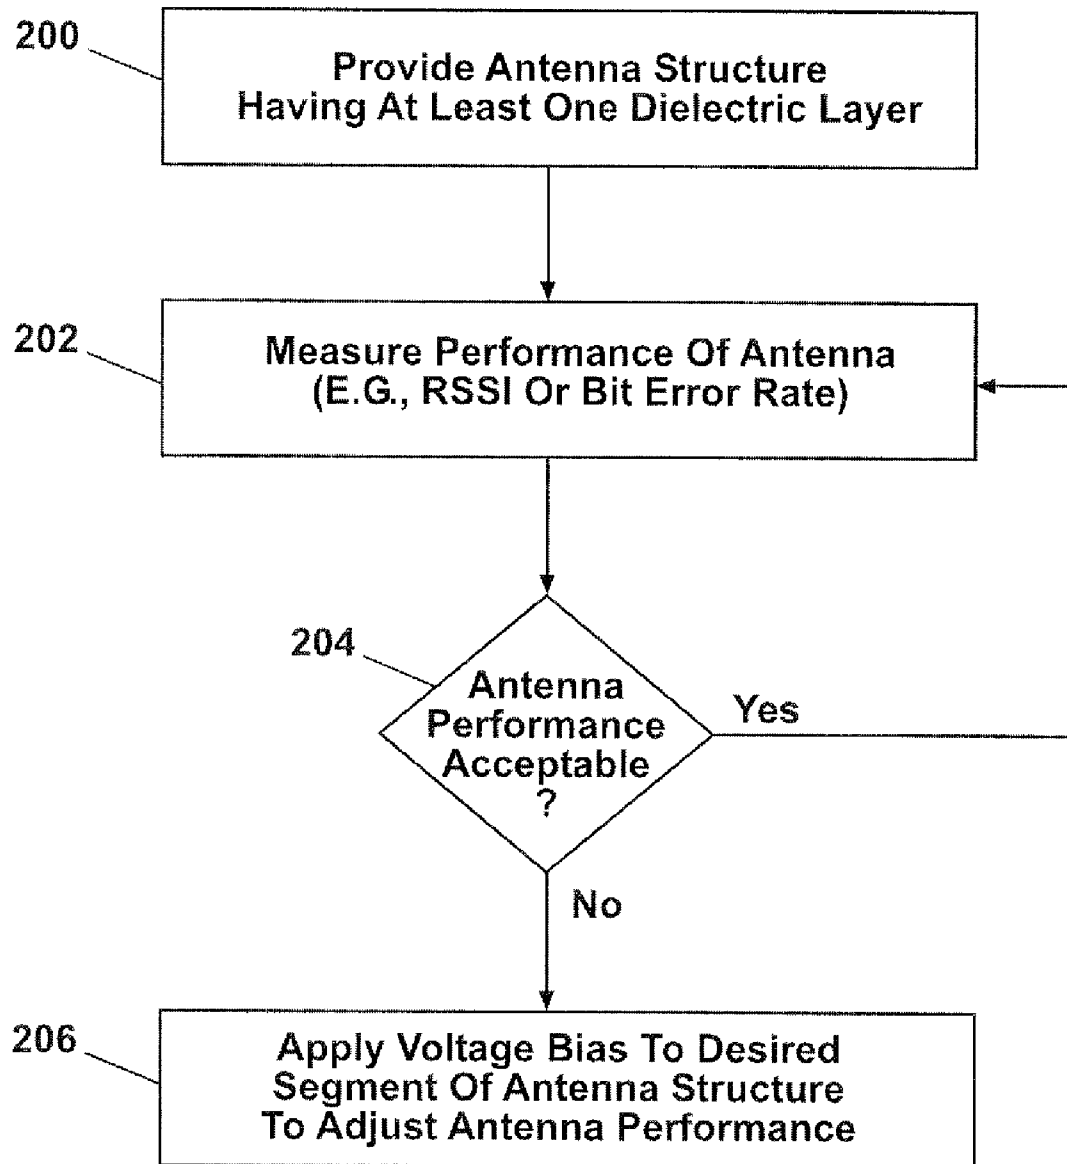 200
Provide Antenna Structure
Having At Least One Dielectric Layer
202
Measure Performance Of Antenna
(E.G., RSSI Or Bit Error Rate)
204
Antenna
Performance
Acceptable
?
Yes
No
206
Apply Voltage Bias To Desired
Segment Of Antenna Structure
To Adjust Antenna Performance